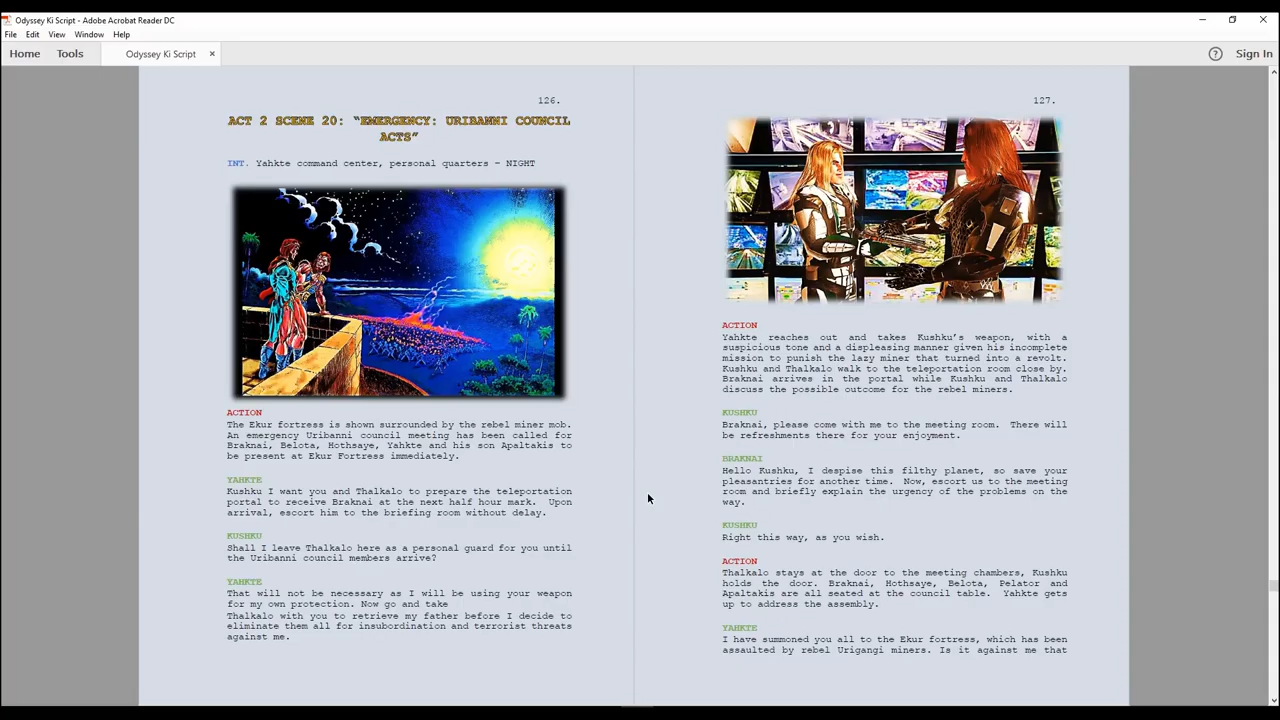 Odyssey Ki Script - Adobe Acrobat Reader DC
File Edit View Window Help
Home Tools Odyssey Ki Script × ? Sign In
126.
ACT 2 SCENE 20: “EMERGENCY: URIBANNI COUNCIL
ACTS”
INT. Yahkte command center, personal quarters – NIGHT
ACTION
The Ekur fortress is shown surrounded by the rebel miner mob.
An emergency Uribanni council meeting has been called for
Braknai, Belota, Hothsaye, Yahkte and his son Apaltakis to
be present at Ekur Fortress immediately.
YAHKTE
Kushku I want you and Thalkalo to prepare the teleportation
portal to receive Braknai at the next half hour mark. Upon
arrival, escort him to the briefing room without delay.
KUSHKU
Shall I leave Thalkalo here as a personal guard for you until
the Uribanni council members arrive?
YAHKTE
That will not be necessary as I will be using your weapon
for my own protection. Now go and take
Thalkalo with you to retrieve my father before I decide to
eliminate them all for insubordination and terrorist threats
against me.
127.
ACTION
Yahkte reaches out and takes Kushku’s weapon, with a
suspicious tone and a displeasing manner given his incomplete
mission to punish the lazy miner that turned into a revolt.
Kushku and Thalkalo walk to the teleportation room close by.
Braknai arrives in the portal while Kushku and Thalkalo
discuss the possible outcome for the rebel miners.
KUSHKU
Braknai, please come with me to the meeting room. There will
be refreshments there for your enjoyment.
BRAKNAI
Hello Kushku, I despise this filthy planet, so save your
pleasantries for another time. Now, escort us to the meeting
room and briefly explain the urgency of the problems on the
way.
KUSHKU
Right this way, as you wish.
ACTION
Thalkalo stays at the door to the meeting chambers, Kushku
holds the door. Braknai, Hothsaye, Belota, Pelator and
Apaltakis are all seated at the council table. Yahkte gets
up to address the assembly.
YAHKTE
I have summoned you all to the Ekur fortress, which has been
assaulted by rebel Urigangi miners. Is it against me that